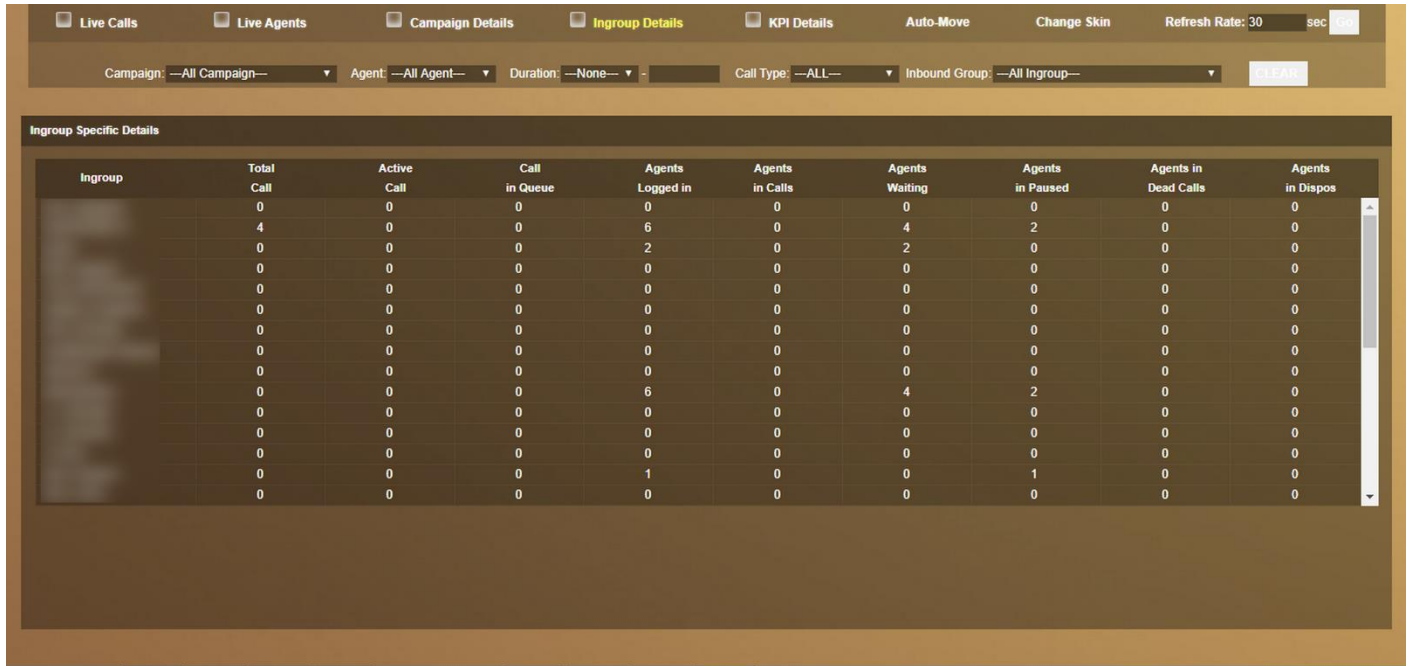 Live Calls Live Agents Campaign Details Ingroup Details KPI Details Auto-Move Change Skin Refresh Rate: 30 sec Go
Campaign: ---All Campaign--- Agent: ---All Agent--- Duration: ---None--- - Call Type: ---ALL--- Inbound Group: ---All Ingroup--- CLEAR
Ingroup Specific Details
Ingroup Total Call Active Call Call in Queue Agents Logged in Agents in Calls Agents Waiting Agents in Paused Agents in Dead Calls Agents in Dispos
0 0 0 0 0 0 0 0 0
4 0 0 6 0 4 2 0 0
0 0 0 2 0 2 0 0 0
0 0 0 0 0 0 0 0 0
0 0 0 0 0 0 0 0 0
0 0 0 0 0 0 0 0 0
0 0 0 0 0 0 0 0 0
0 0 0 0 0 0 0 0 0
0 0 0 0 0 0 0 0 0
0 0 0 6 0 4 2 0 0
0 0 0 0 0 0 0 0 0
0 0 0 0 0 0 0 0 0
0 0 0 0 0 0 0 0 0
0 0 0 1 0 0 1 0 0
0 0 0 0 0 0 0 0 0